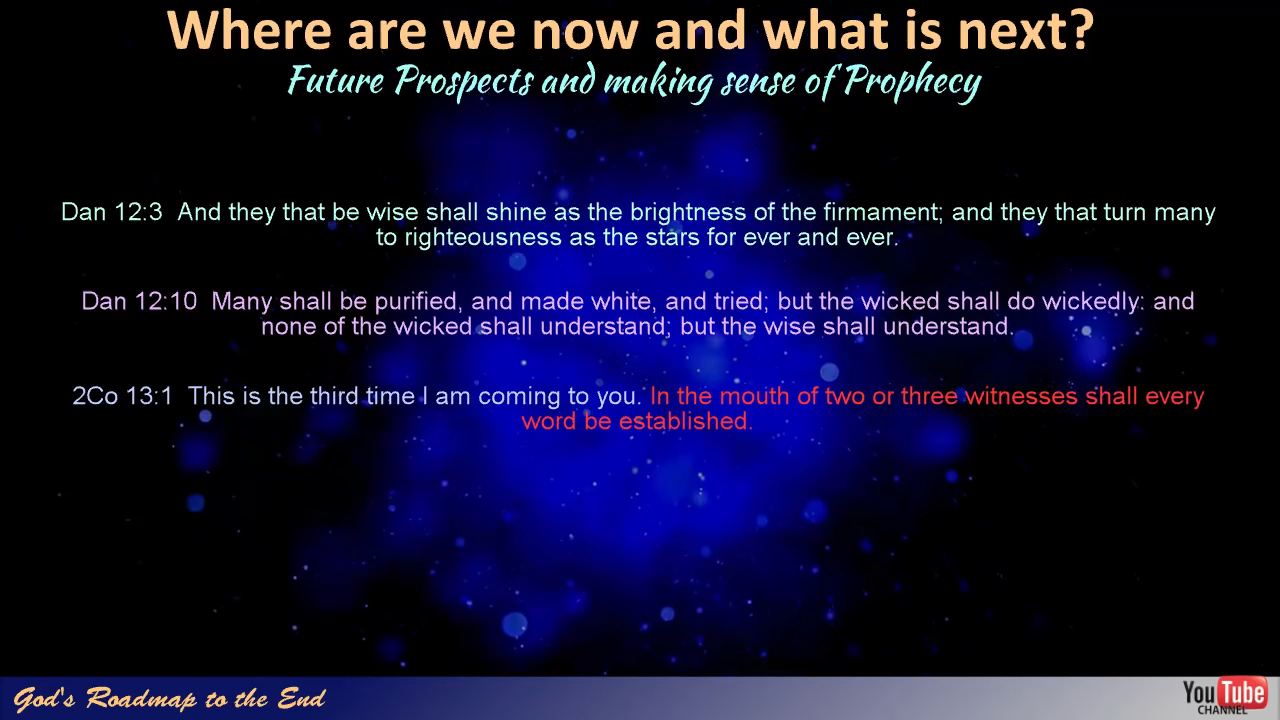 Where are we now and what is next?
Future Prospects and making sense of Prophecy
Dan 12:3  And they that be wise shall shine as the brightness of the firmament; and they that turn many
to righteousness as the stars for ever and ever.
Dan 12:10  Many shall be purified, and made white, and tried; but the wicked shall do wickedly: and
none of the wicked shall understand; but the wise shall understand.
2Co 13:1  This is the third time I am coming to you. In the mouth of two or three witnesses shall every
word be established.
God's Roadmap to the End
YouTube
CHANNEL